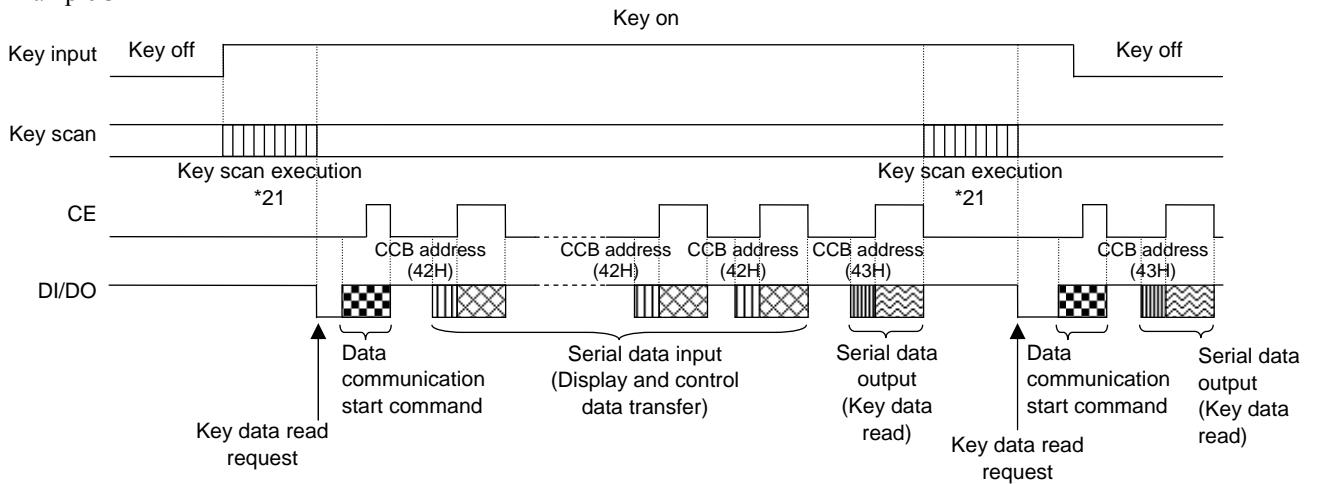 Key on
Key input
Key off
Key off
Key scan
Key scan execution
*21
Key scan execution
*21
CE
CCB address
(42H)
CCB address
(42H)
CCB address
(42H)
CCB address
(43H)
CCB address
(43H)
DI/DO
Data
communication
start command
Serial data input
(Display and control
data transfer)
Serial data
output
(Key data
read)
Data
communication
start command
Serial data
output
(Key data
read)
Key data read
request
Key data read
request